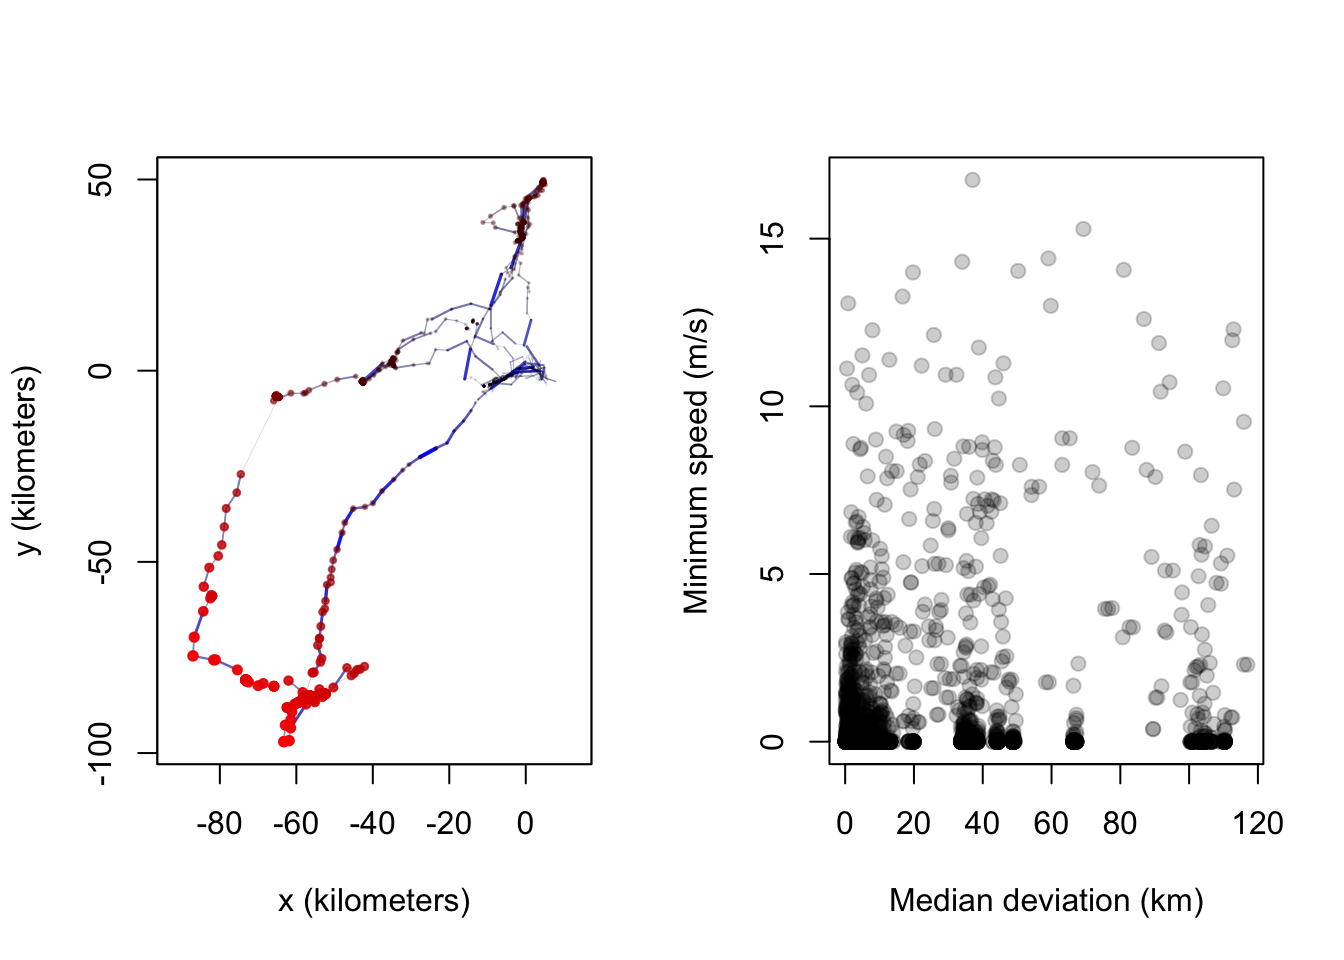 50
0
-50
-100
y (kilometers)
-80 -60 -40 -20 0
x (kilometers)
15
10
5
0
Minimum speed (m/s)
0 20 40 60 80 120
Median deviation (km)